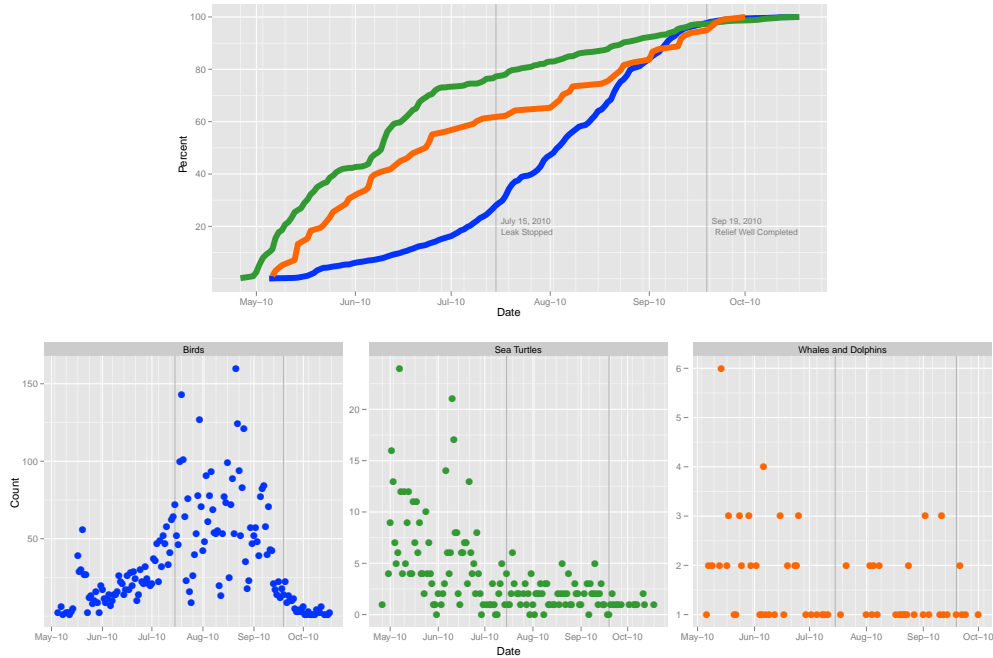 100
80
60
40
20
Percent
July 15, 2010
Leak Stopped
Sep 19, 2010
Relief Well Completed
May–10 Jun–10 Jul–10 Aug–10 Sep–10 Oct–10
Date
Birds
Sea Turtles
Whales and Dolphins
150
100
50
Count
20
15
10
5
0
6
5
4
3
2
1
May–10 Jun–10 Jul–10 Aug–10 Sep–10 Oct–10
May–10 Jun–10 Jul–10 Aug–10 Sep–10 Oct–10
May–10 Jun–10 Jul–10 Aug–10 Sep–10 Oct–10
Date